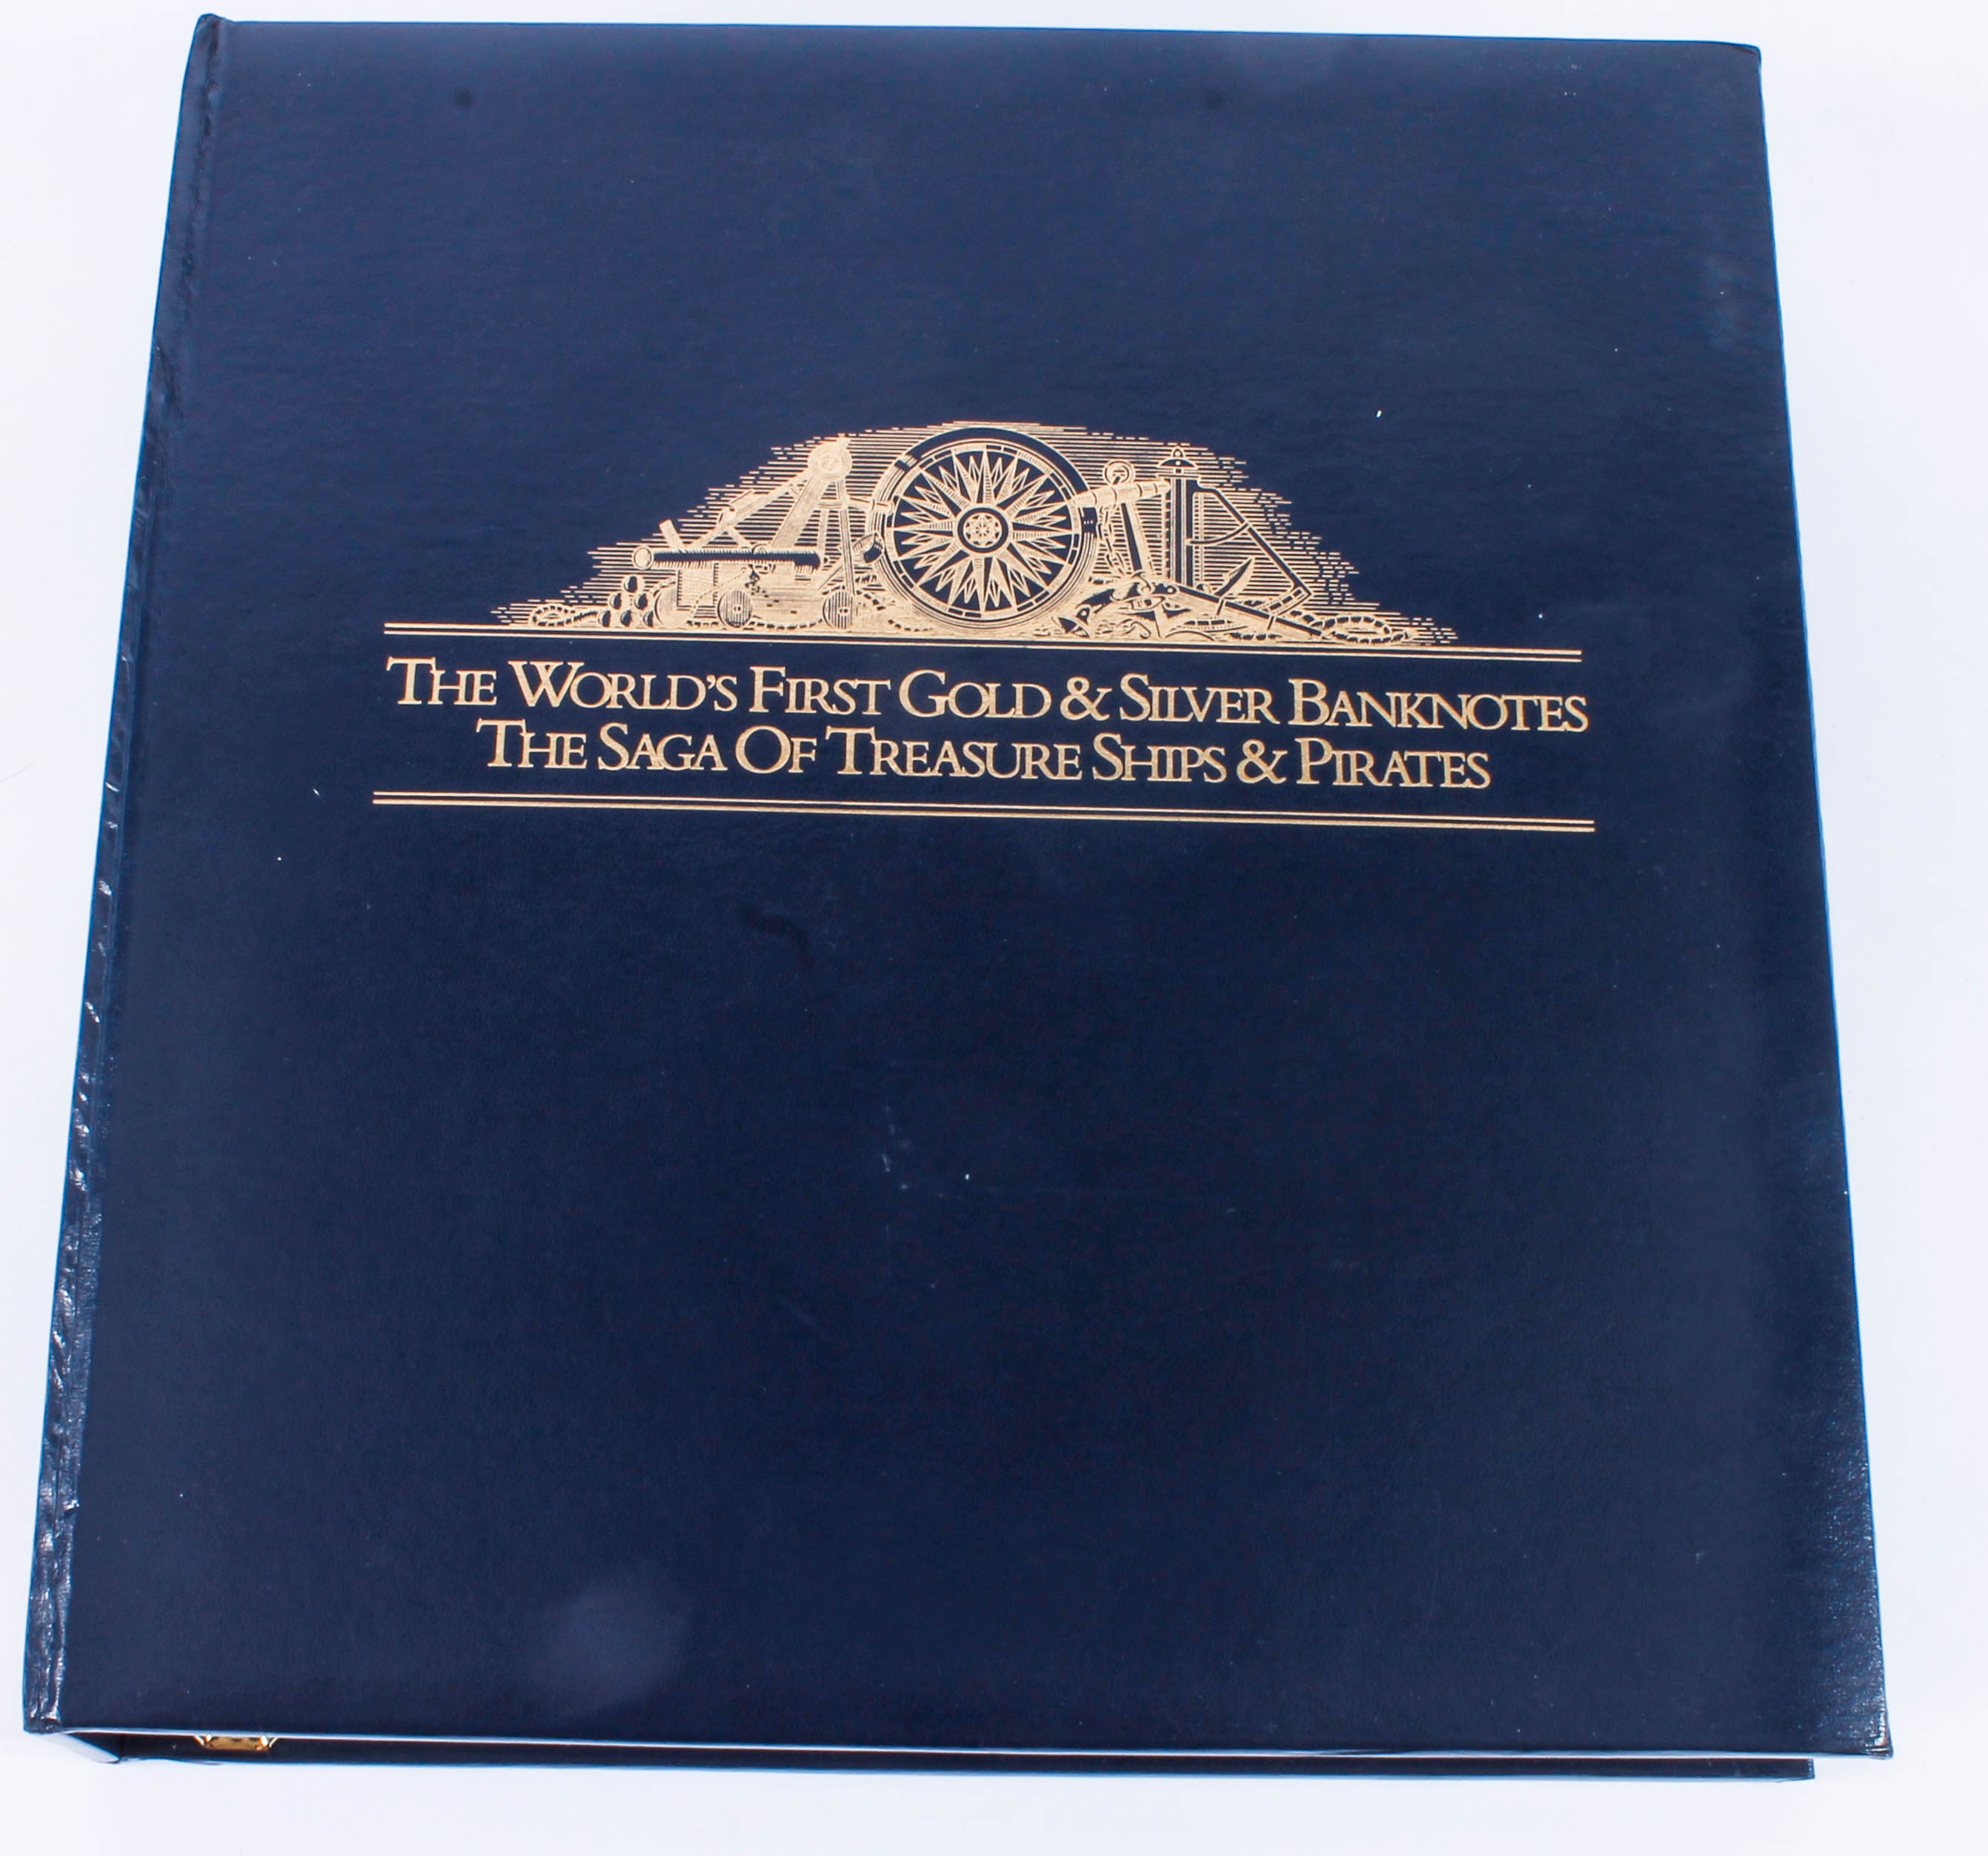 The World's First Gold & Silver Banknotes
The Saga Of Treasure Ships & Pirates